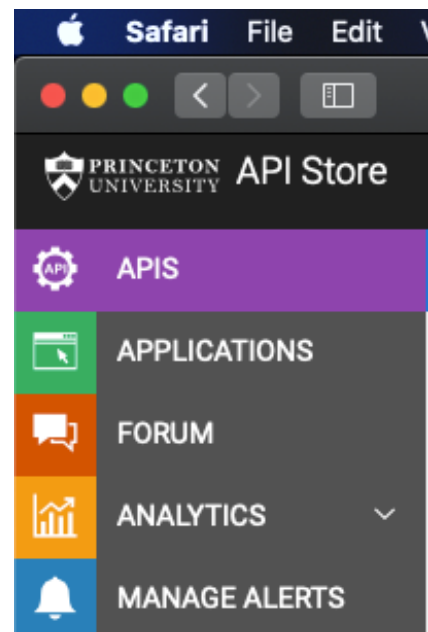 Safari File Edit
PRINCETON
UNIVERSITY API Store
API APIS
APPLICATIONS
FORUM
ANALYTICS
MANAGE ALERTS